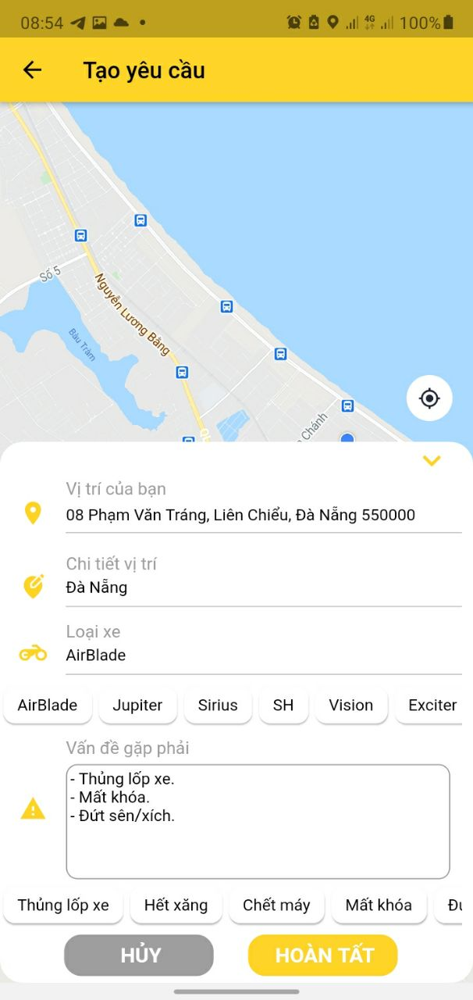 08:54 4G 100%
Tạo yêu cầu
Số 5
Nguyễn Lương Bằng
Bàu Tràm
Chánh
Vị trí của bạn
08 Phạm Văn Tráng, Liên Chiểu, Đà Nẵng 550000
Chi tiết vị trí
Đà Nẵng
Loại xe
AirBlade
AirBlade Jupiter Sirius SH Vision Exciter
Vấn đề gặp phải
- Thủng lốp xe.
- Mất khóa.
- Đứt sên/xích.
Thủng lốp xe Hết xăng Chết máy Mất khóa
HỦY HOÀN TẤT